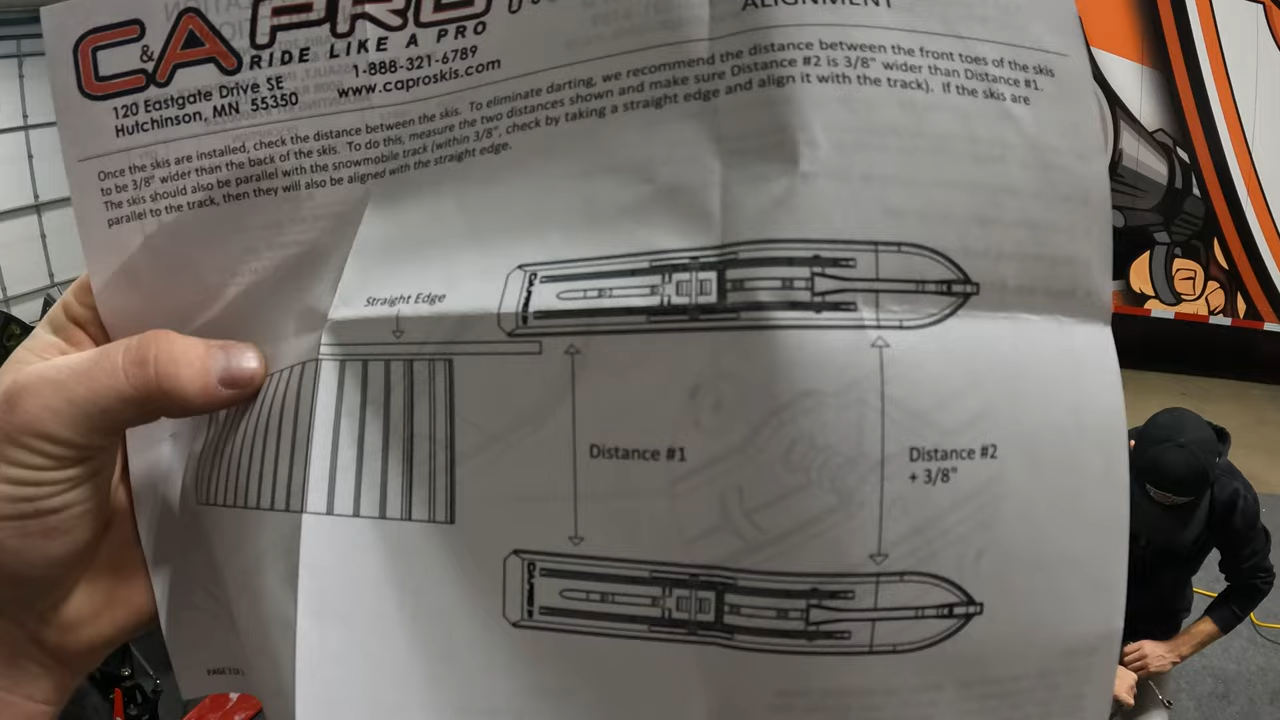 C&A PRO
RIDE LIKE A PRO
120 Eastgate Drive SE
Hutchinson, MN 55350
1-888-321-6789
www.caproskis.com
ALIGNMENT
Once the skis are installed, check the distance between the skis. To eliminate darting, we recommend the distance between the front toes of the skis
to be 3/8" wider than the back of the skis. To do this, measure the two distances shown and make sure Distance #2 is 3/8" wider than Distance #1.
The skis should also be parallel with the snowmobile track (within 3/8", check by taking a straight edge and align it with the track). If the skis are
parallel to the track, then they will also be aligned with the straight edge.
Straight Edge
Distance #1
Distance #2
+ 3/8"
PAGE